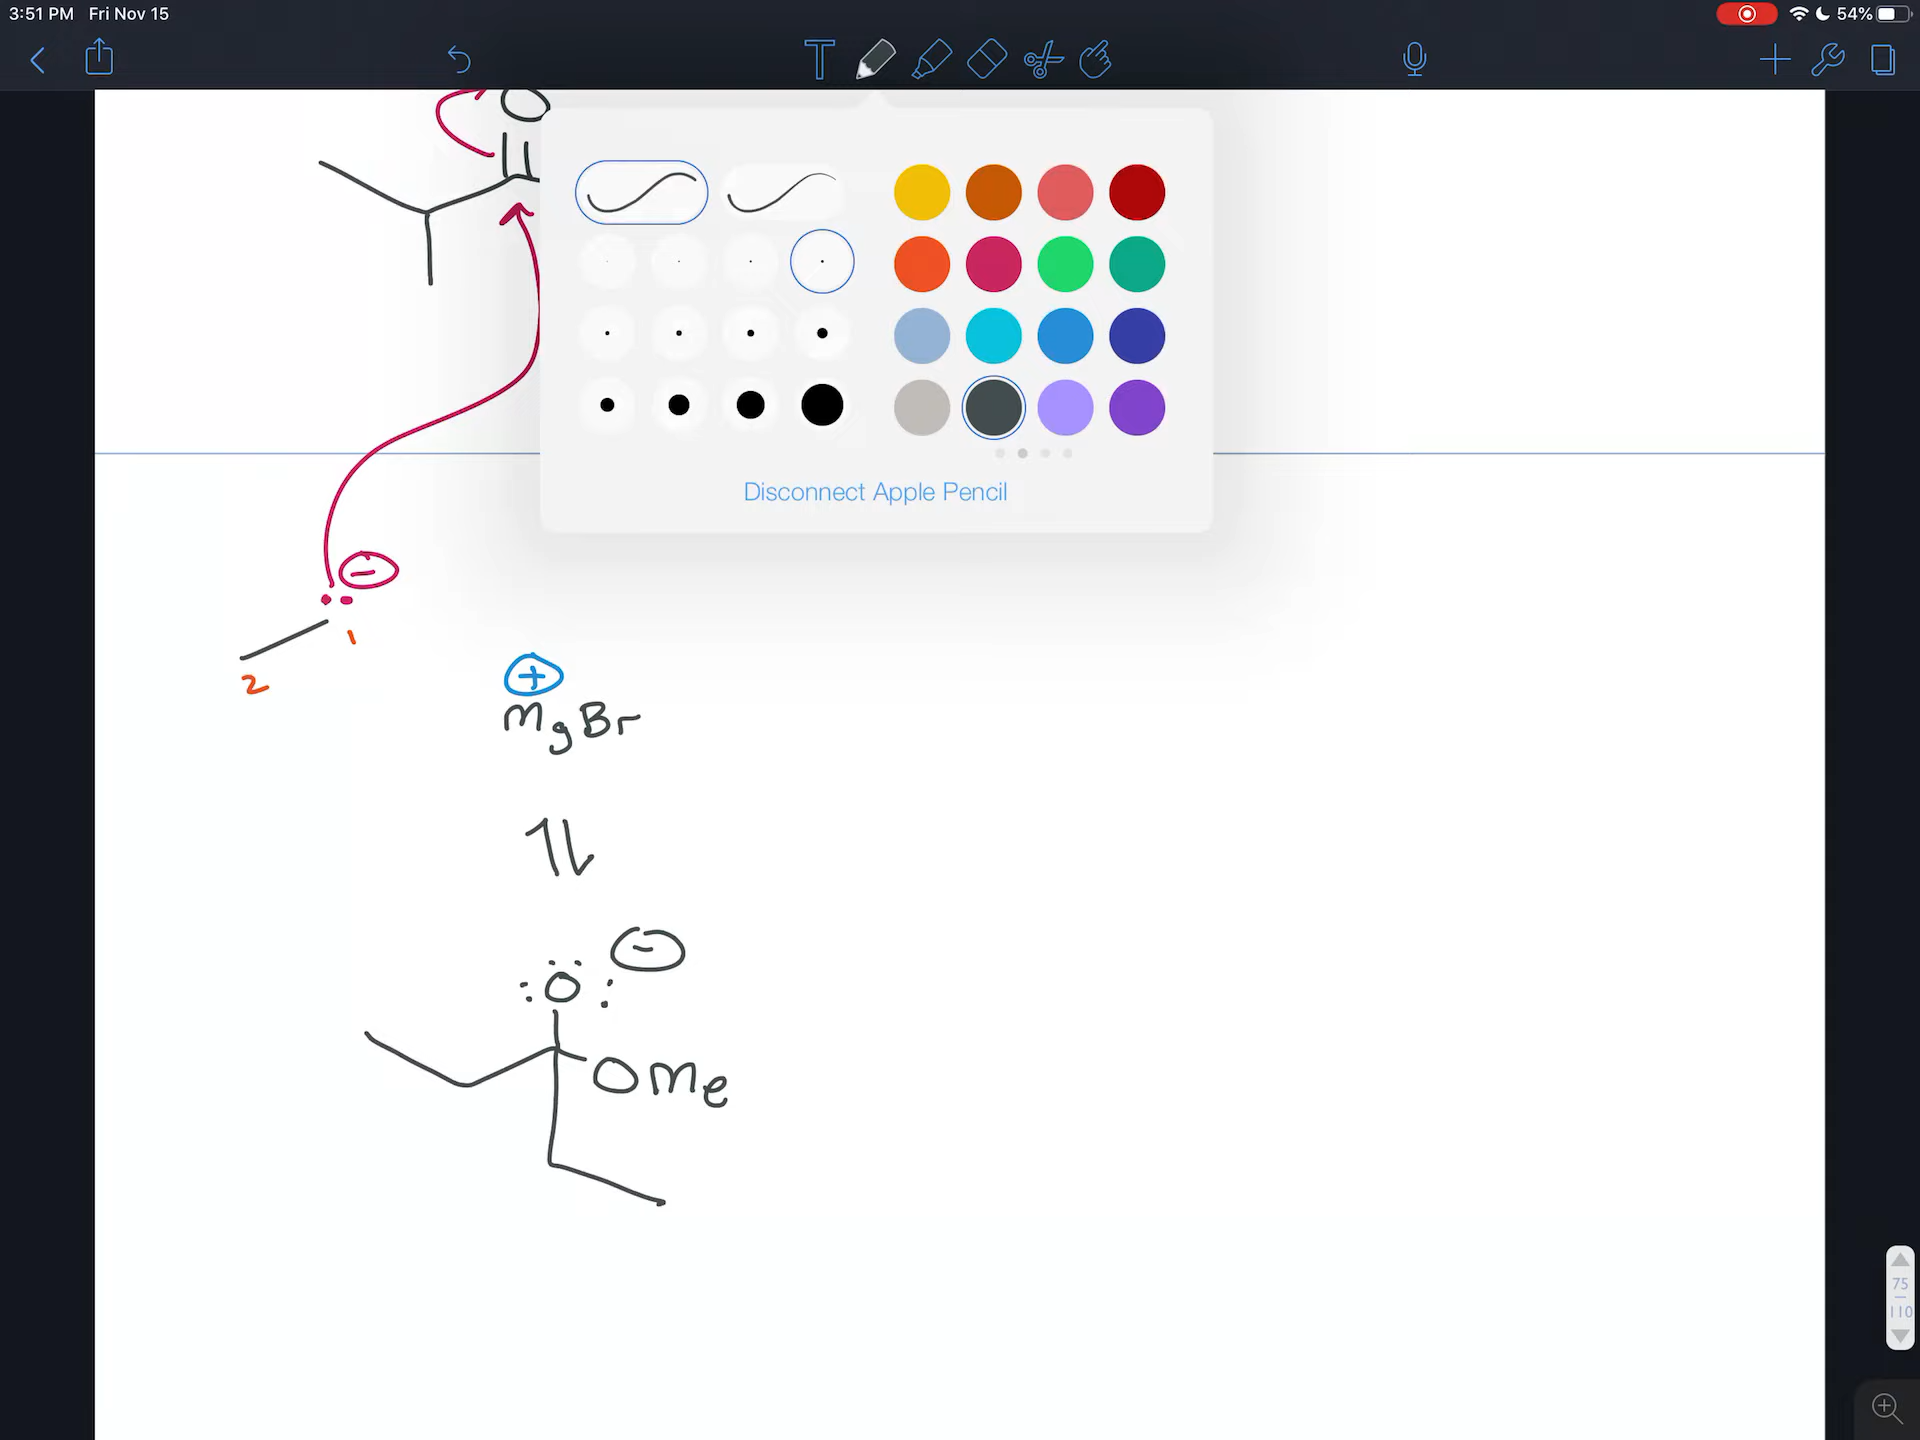 3:51 PM Fri Nov 15
54%
T
O
Disconnect Apple Pencil
−
1
2
+
MgBr
−
:Ö:
OMe
75
110